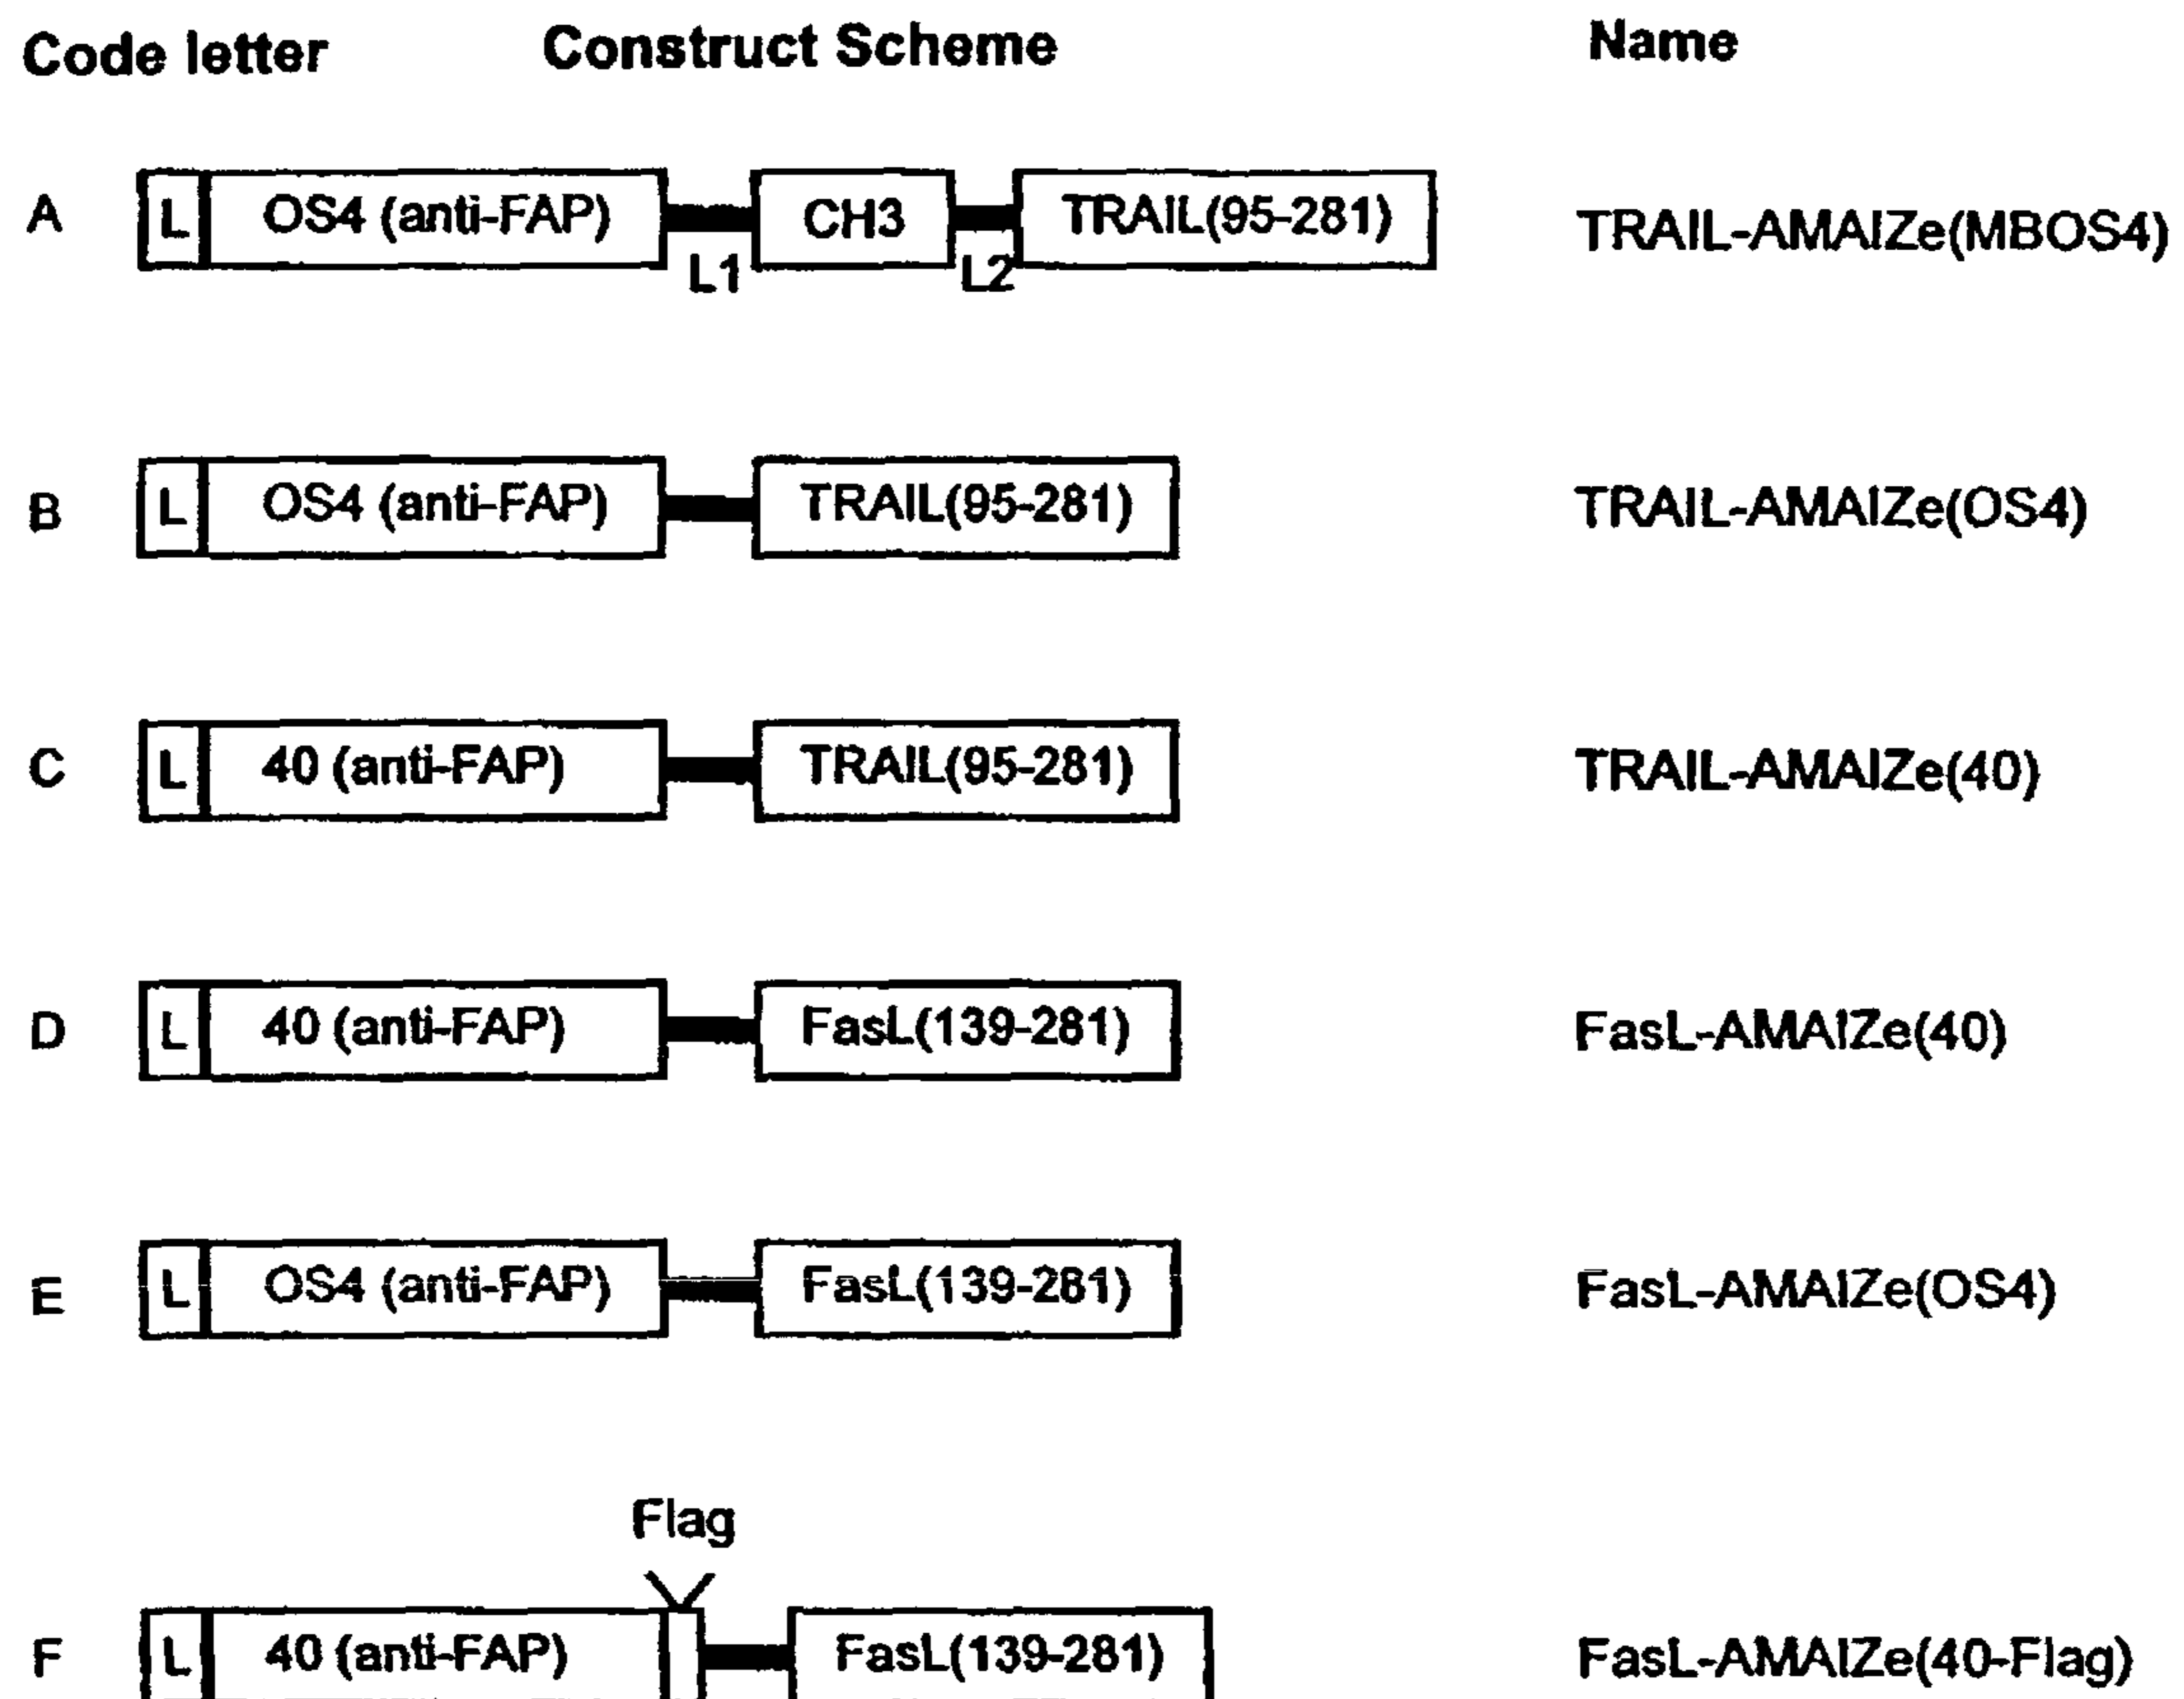 Code letter Construct Scheme Name
A L OS4 (anti-FAP) CH3 TRAIL(95-281) TRAIL-AMAIZe(MBOS4)
L1 L2
B L OS4 (anti-FAP) TRAIL(95-281) TRAIL-AMAIZe(OS4)
C L 40 (anti-FAP) TRAIL(95-281) TRAIL-AMAIZe(40)
D L 40 (anti-FAP) FasL(139-281) FasL-AMAIZe(40)
E L OS4 (anti-FAP) FasL(139-281) FasL-AMAIZe(OS4)
Flag
F L 40 (anti-FAP) FasL(139-281) FasL-AMAIZe(40-Flag)